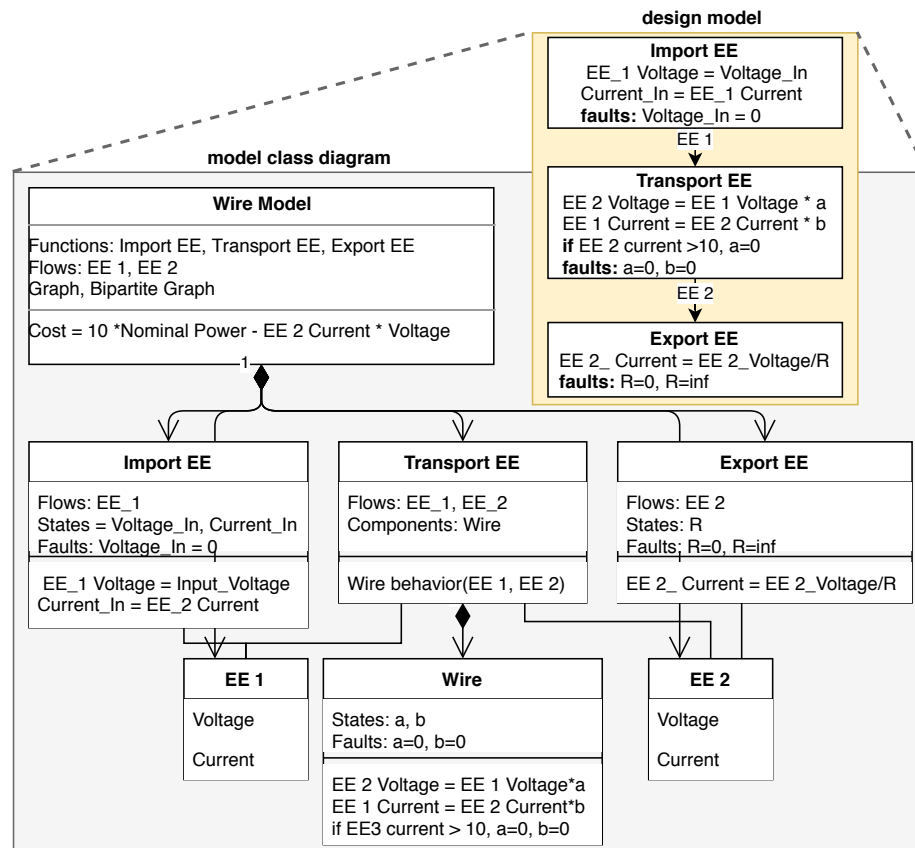 design model
Import EE
EE_1 Voltage = Voltage_In
Current_In = EE_1 Current
faults: Voltage_In = 0
EE 1
Transport EE
EE 2 Voltage = EE 1 Voltage * a
EE 1 Current = EE 2 Current * b
if EE 2 current >10, a=0
faults: a=0, b=0
EE 2
Export EE
EE 2_ Current = EE 2_Voltage/R
faults: R=0, R=inf
model class diagram
Wire Model
Functions: Import EE, Transport EE, Export EE
Flows: EE 1, EE 2
Graph, Bipartite Graph
Cost = 10 *Nominal Power - EE 2 Current * Voltage
1
Import EE
Flows: EE_1
States = Voltage_In, Current_In
Faults: Voltage_In = 0
EE_1 Voltage = Input_Voltage
Current_In = EE_2 Current
Transport EE
Flows: EE_1, EE_2
Components: Wire
Wire behavior(EE 1, EE 2)
Export EE
Flows: EE 2
States: R
Faults: R=0, R=inf
EE 2_ Current = EE 2_Voltage/R
EE 1
Voltage
Current
Wire
States: a, b
Faults: a=0, b=0
EE 2 Voltage = EE 1 Voltage*a
EE 1 Current = EE 2 Current*b
if EE3 current > 10, a=0, b=0
EE 2
Voltage
Current